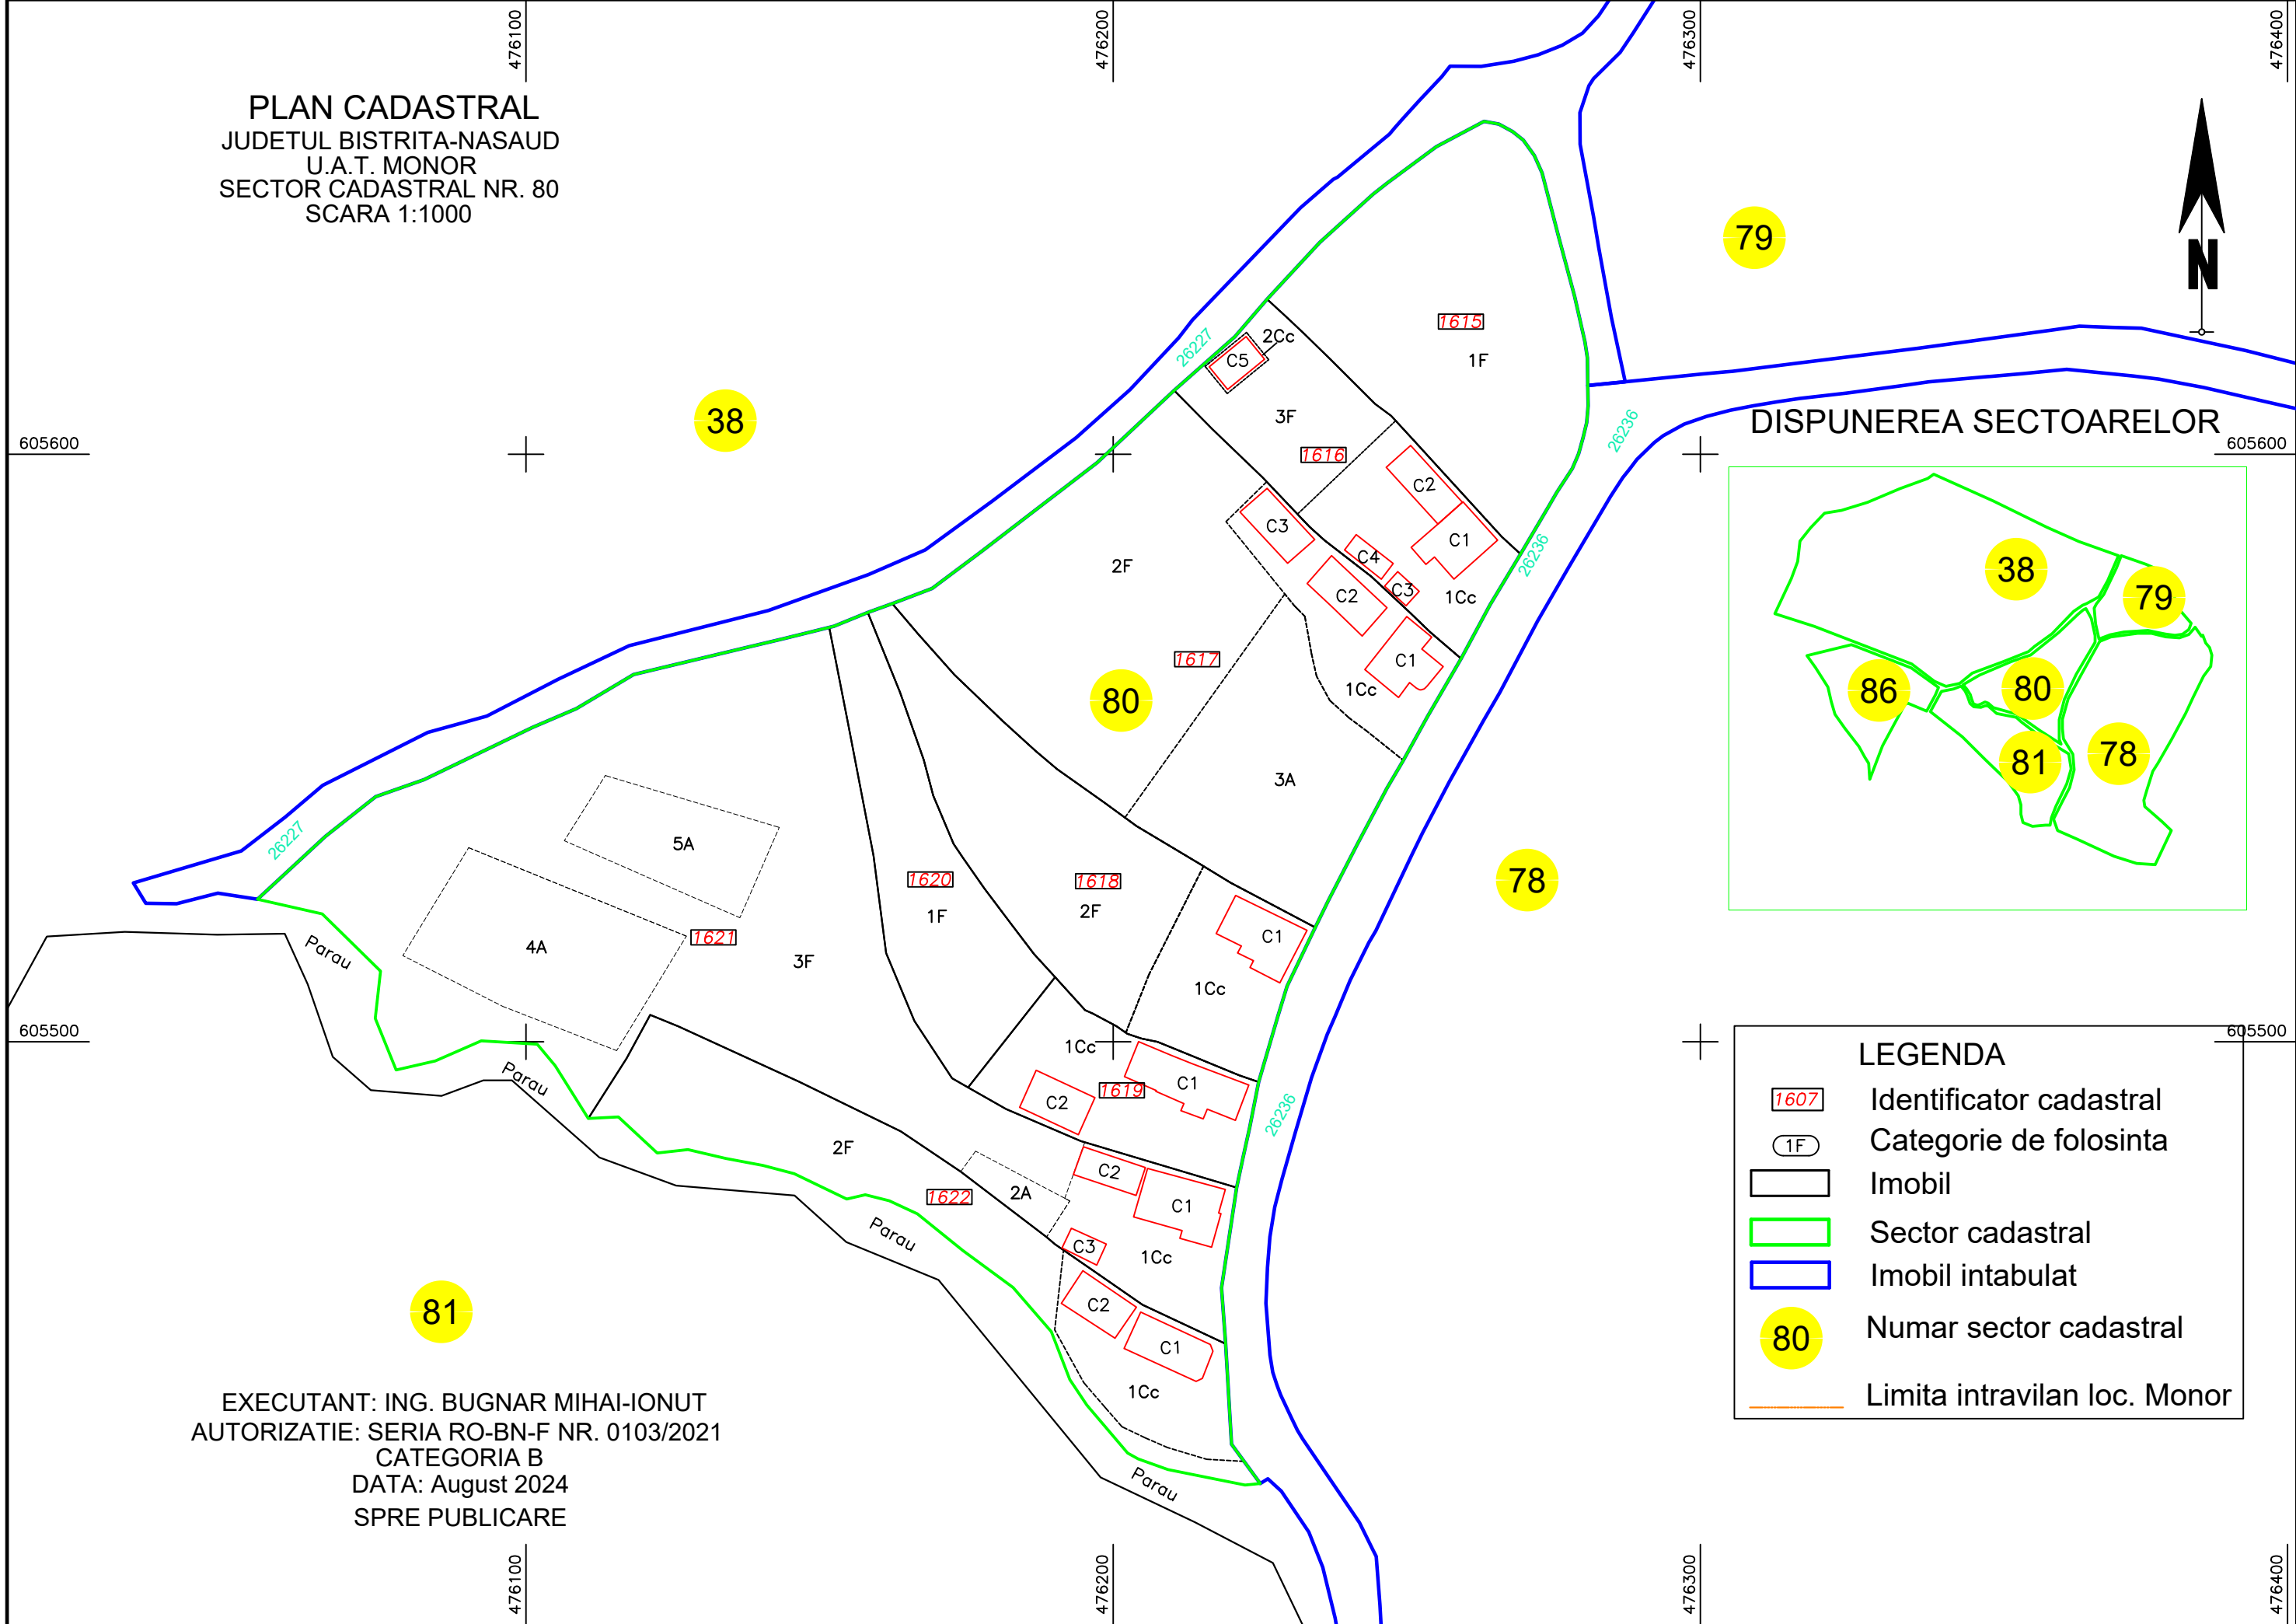 476100
476200
476300
476400
PLAN CADASTRAL
JUDETUL BISTRITA-NASAUD
U.A.T. MONOR
SECTOR CADASTRAL NR. 80
SCARA 1:1000
79
N
1615
1F
26227
2Cc
C5
38
3F
26236
DISPUNEREA SECTOARELOR
605600
605600
1616
C2
C3
C1
26236
C4
2F
C3
C2
1Cc
38
79
1617
C1
1Cc
80
86
80
81
78
3A
26227
5A
1620
1618
78
1F
2F
4A
1621
3F
C1
Parau
1Cc
605500
605500
1Cc
Parau
C1
1619
C2
26236
LEGENDA
1607 Identificator cadastral
1F Categorie de folosinta
Imobil
Sector cadastral
Imobil intabulat
80 Numar sector cadastral
Limita intravilan loc. Monor
2F
C2
1622
2A
C1
Parau
C3
1Cc
81
C2
C1
1Cc
Parau
EXECUTANT: ING. BUGNAR MIHAI-IONUT
AUTORIZATIE: SERIA RO-BN-F NR. 0103/2021
CATEGORIA B
DATA: August 2024
SPRE PUBLICARE
476100
476200
476300
476400